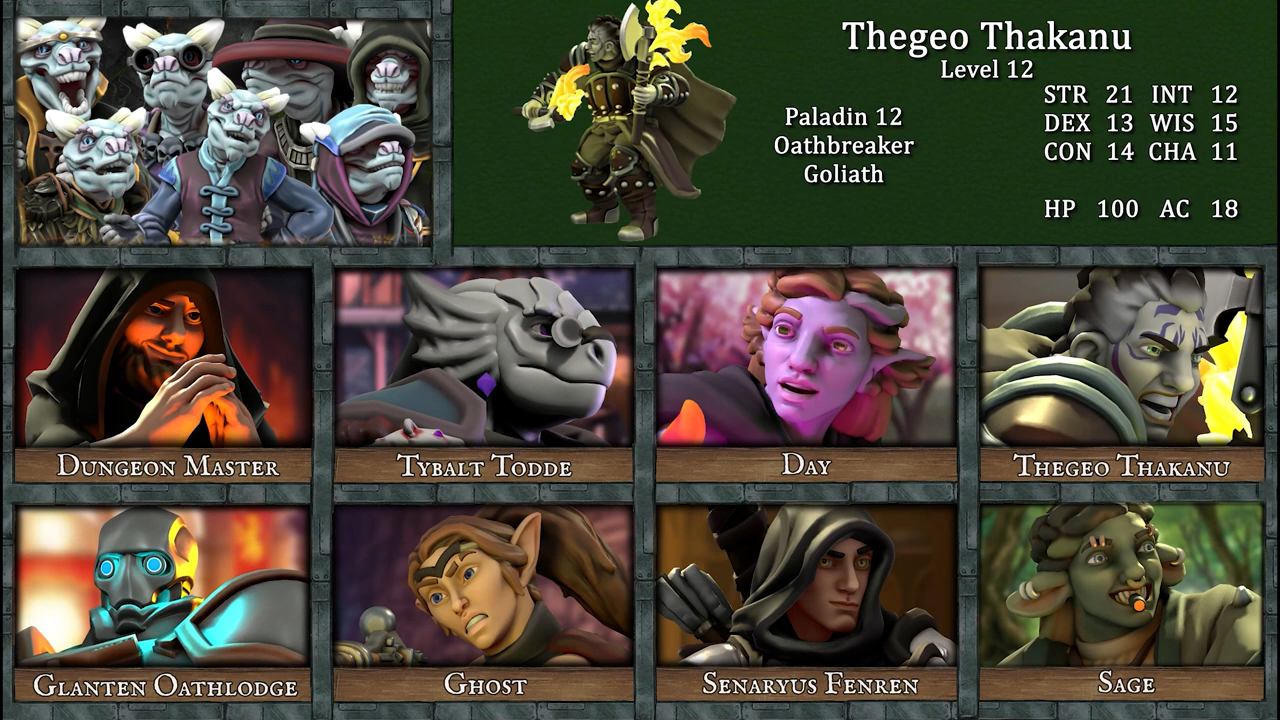 Thegeo Thakanu
Level 12
Paladin 12
Oathbreaker
Goliath
STR 21 INT 12
DEX 13 WIS 15
CON 14 CHA 11
HP 100 AC 18
Dungeon Master
Tybalt Todde
Day
Thegeo Thakanu
Glanten Oathlodge
Ghost
Senaryus Fenren
Sage